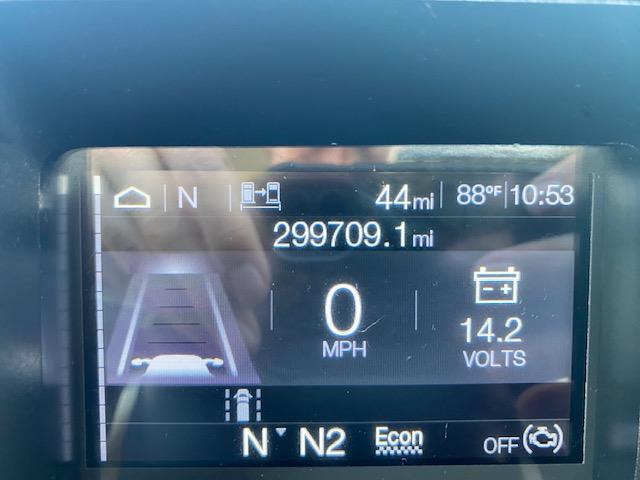 N 44mi 88°F 10:53
299709.1mi
0
MPH
14.2
VOLTS
N N2 Econ OFF